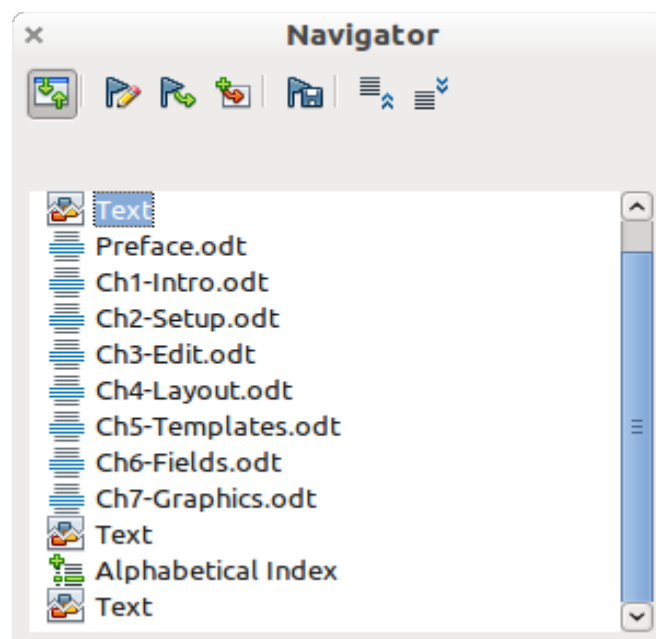 Navigator
Text
Preface.odt
Ch1-Intro.odt
Ch2-Setup.odt
Ch3-Edit.odt
Ch4-Layout.odt
Ch5-Templates.odt
Ch6-Fields.odt
Ch7-Graphics.odt
Text
Alphabetical Index
Text